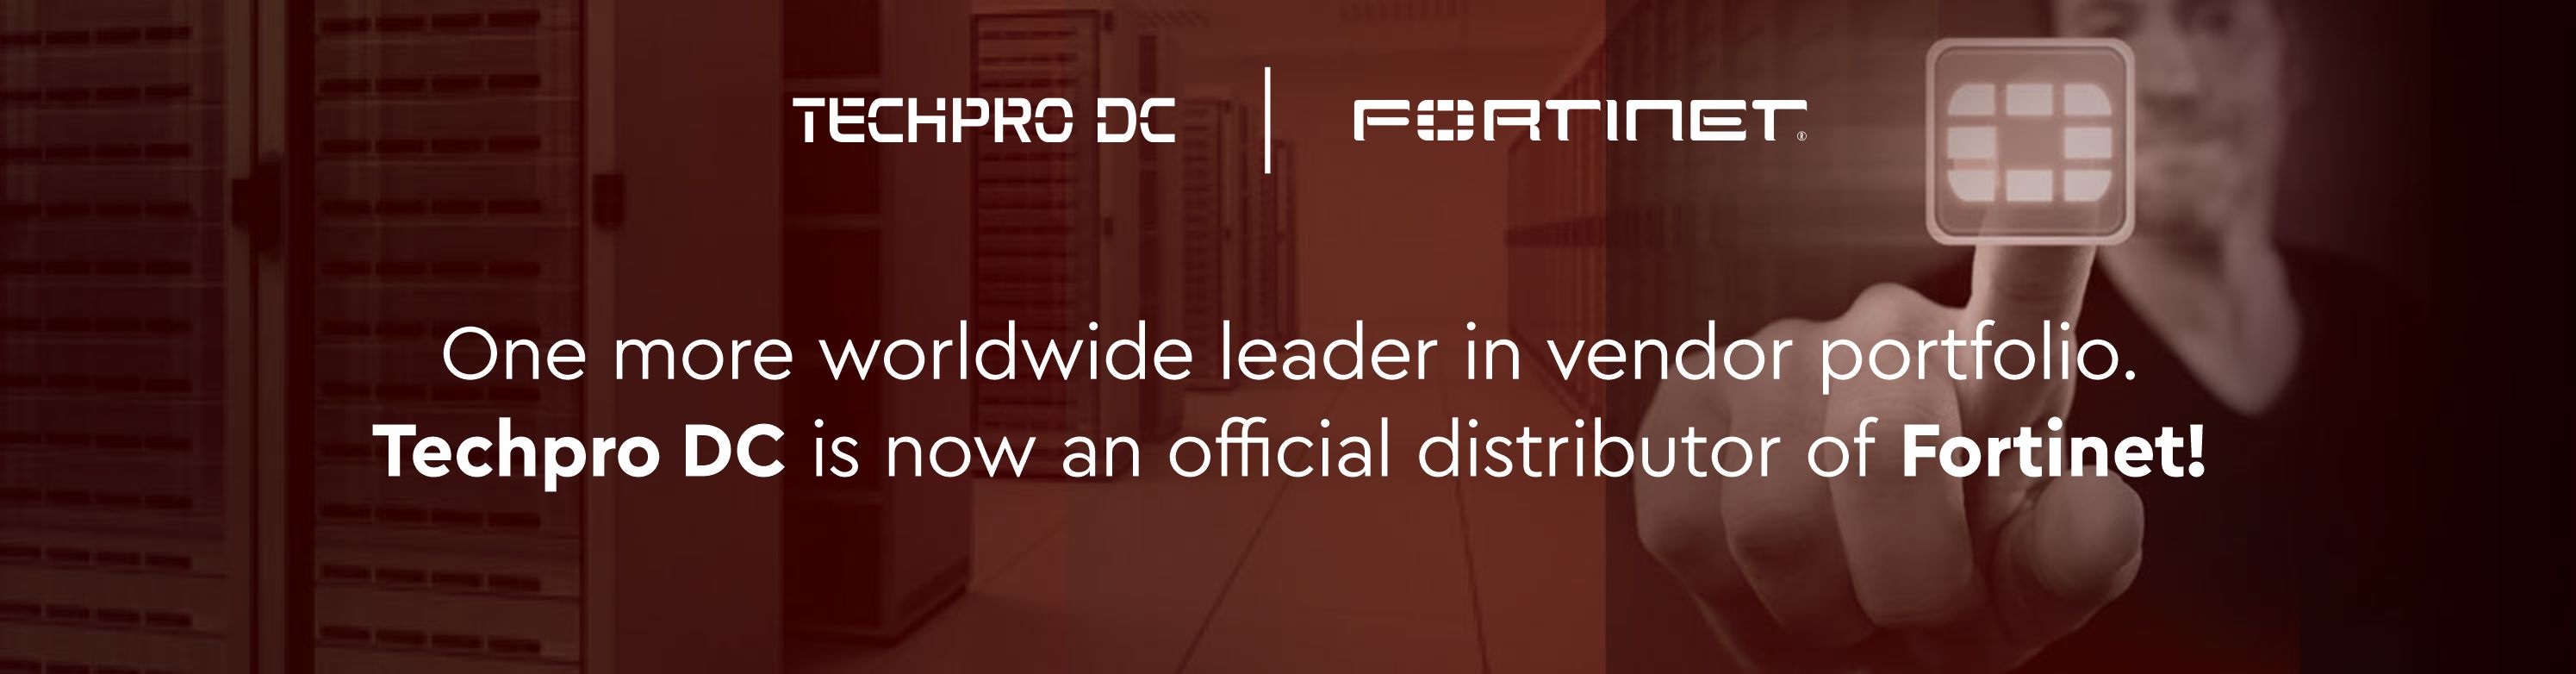 TECHPRO DC | FORTINET®
One more worldwide leader in vendor portfolio.
Techpro DC is now an official distributor of Fortinet!